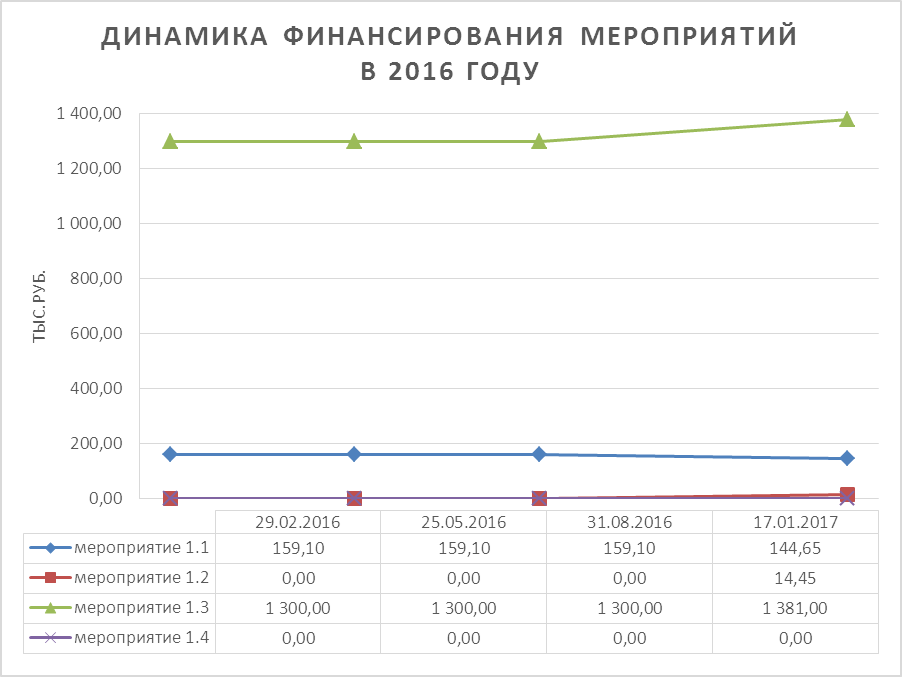 ДИНАМИКА ФИНАНСИРОВАНИЯ МЕРОПРИЯТИЙ
В 2016 ГОДУ
1 400,00
1 200,00
1 000,00
800,00
600,00
400,00
200,00
0,00
ТЫС.РУБ.
29.02.2016 25.05.2016 31.08.2016 17.01.2017
мероприятие 1.1 159,10 159,10 159,10 144,65
мероприятие 1.2 0,00 0,00 0,00 14,45
мероприятие 1.3 1 300,00 1 300,00 1 300,00 1 381,00
мероприятие 1.4 0,00 0,00 0,00 0,00